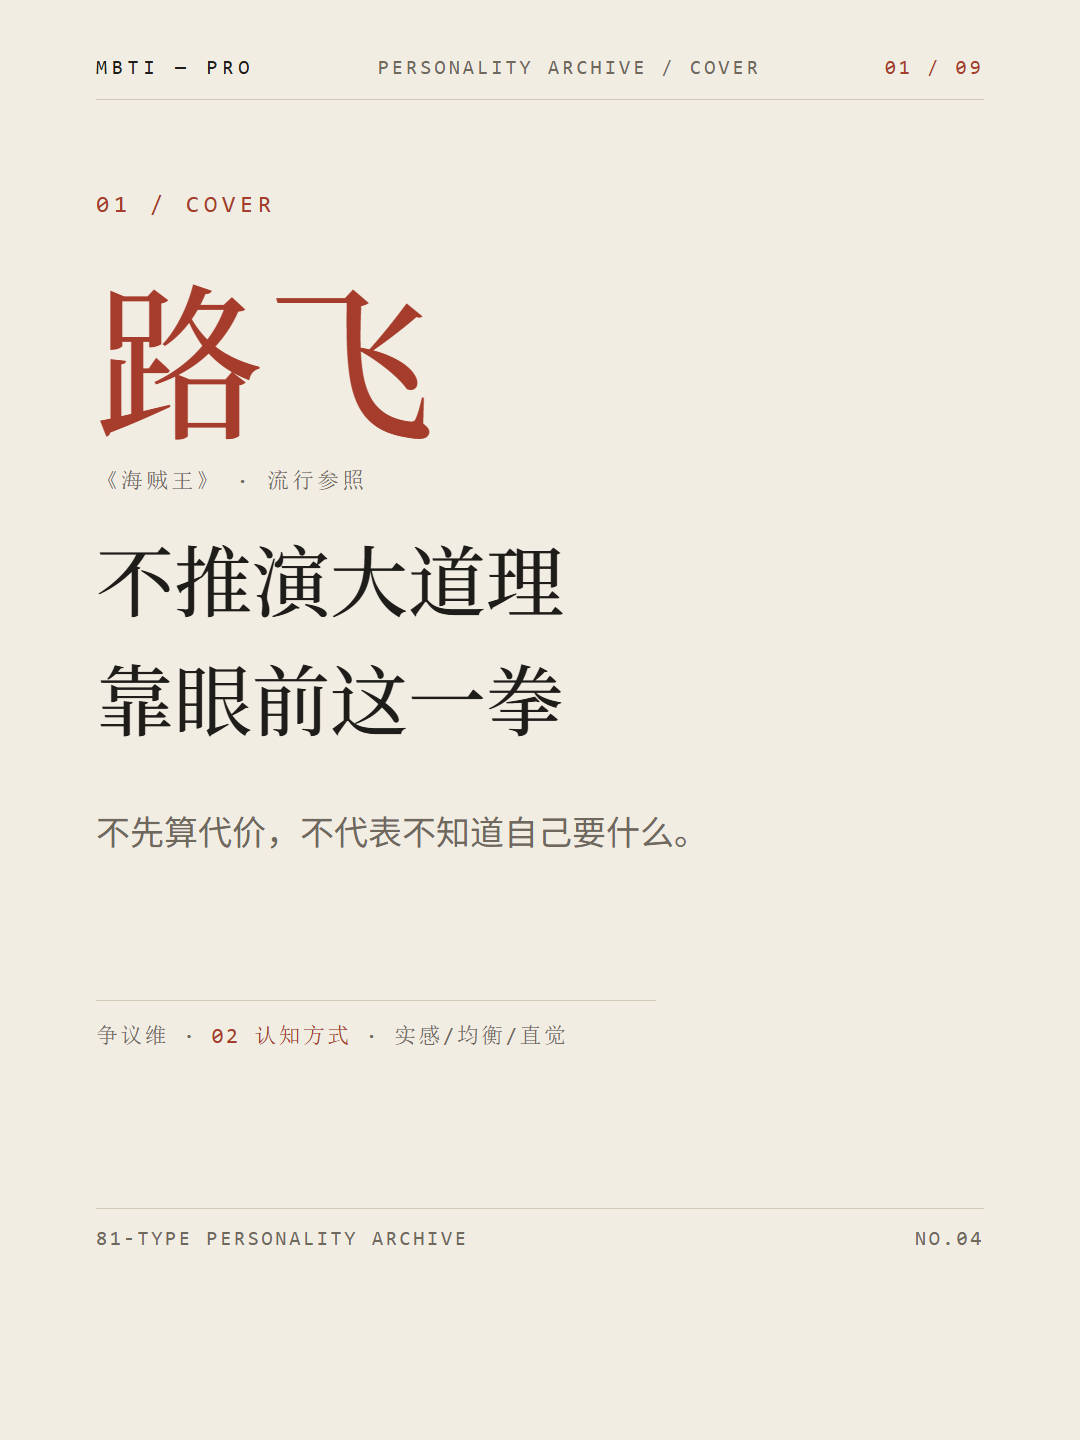 MBTI — PRO
PERSONALITY ARCHIVE / COVER
01 / 09
01 / COVER
路飞
《海贼王》 · 流行参照
不推演大道理
靠眼前这一拳
不先算代价，不代表不知道自己要什么。
争议维 · 02 认知方式 · 实感/均衡/直觉
81-TYPE PERSONALITY ARCHIVE
NO.04